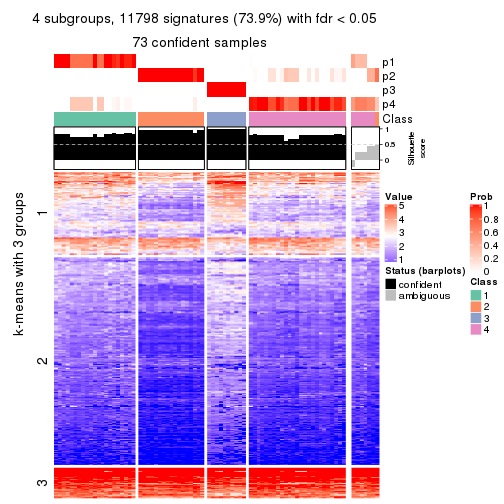 4 subgroups, 11798 signatures (73.9%) with fdr < 0.05
73 confident samples
p1
p2
p3
p4
Class
1
0.5
0
Silhouette
score
k-means with 3 groups
1
2
3
Value
5
4
3
2
1
Status (barplots)
confident
ambiguous
Prob
1
0.8
0.6
0.4
0.2
0
Class
1
2
3
4